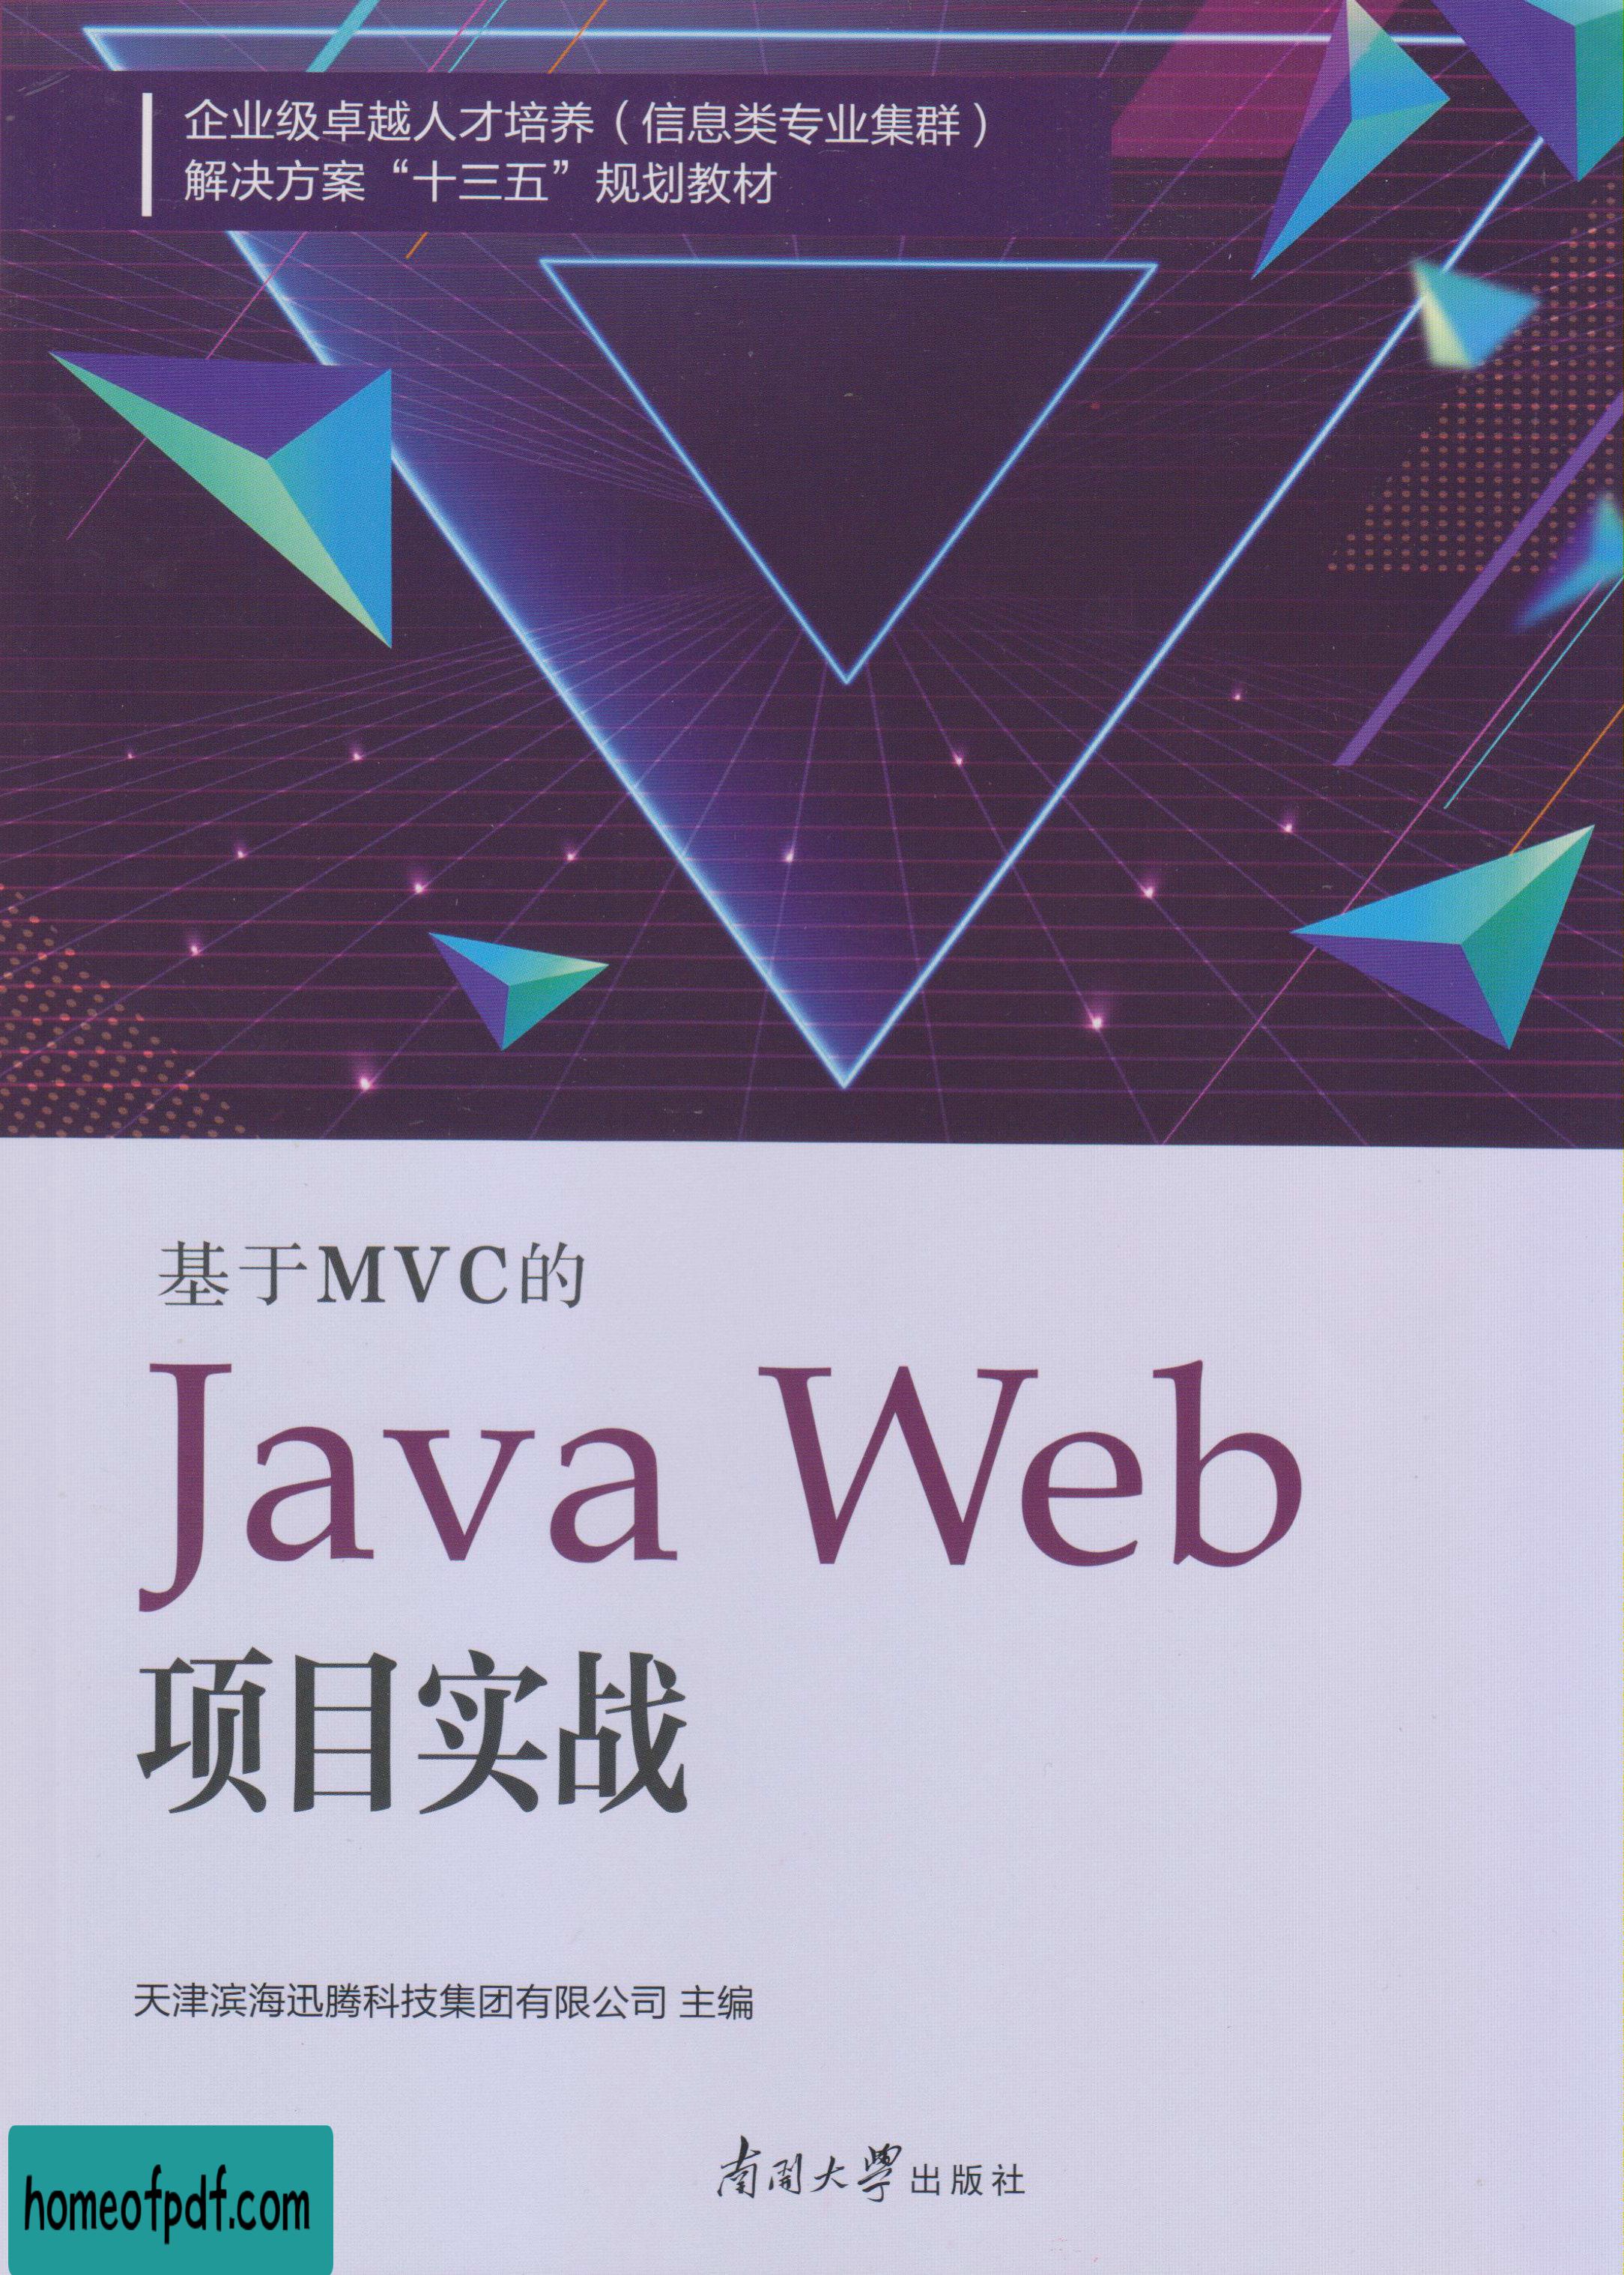 企业级卓越人才培养（信息类专业集群）
解决方案“十三五”规划教材
基于MVC的
Java Web
项目实战
天津滨海迅腾科技集团有限公司 主编
南開大學出版社
homeofpdf.com